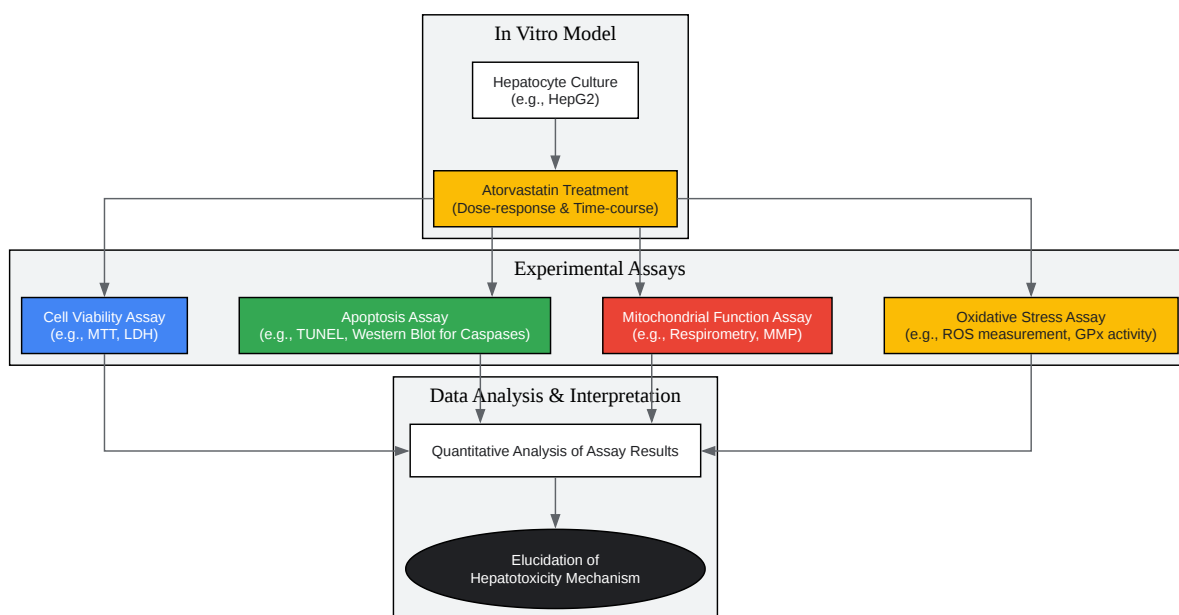 In Vitro Model
Hepatocyte Culture
(e.g., HepG2)
Atorvastatin Treatment
(Dose-response & Time-course)
Experimental Assays
Cell Viability Assay
(e.g., MTT, LDH)
Apoptosis Assay
(e.g., TUNEL, Western Blot for Caspases)
Mitochondrial Function Assay
(e.g., Respirometry, MMP)
Oxidative Stress Assay
(e.g., ROS measurement, GPx activity)
Data Analysis & Interpretation
Quantitative Analysis of Assay Results
Elucidation of
Hepatotoxicity Mechanism